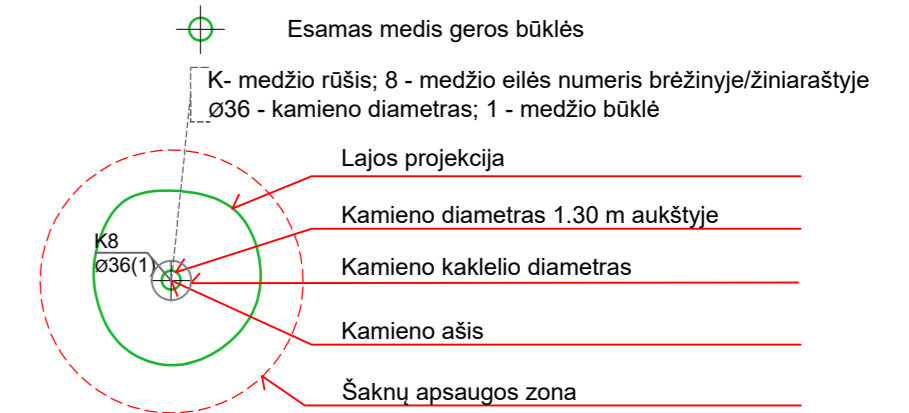 Esamas medis geros būklės
K- medžio rūšis; 8 - medžio eilės numeris brėžinyje/žiniaraštyje
Ø36 - kamieno diametras; 1 - medžio būklė
Lajos projekcija
Kamieno diametras 1.30 m aukštyje
K8
Ø36(1)
Kamieno kaklelio diametras
Kamieno ašis
Šaknų apsaugos zona